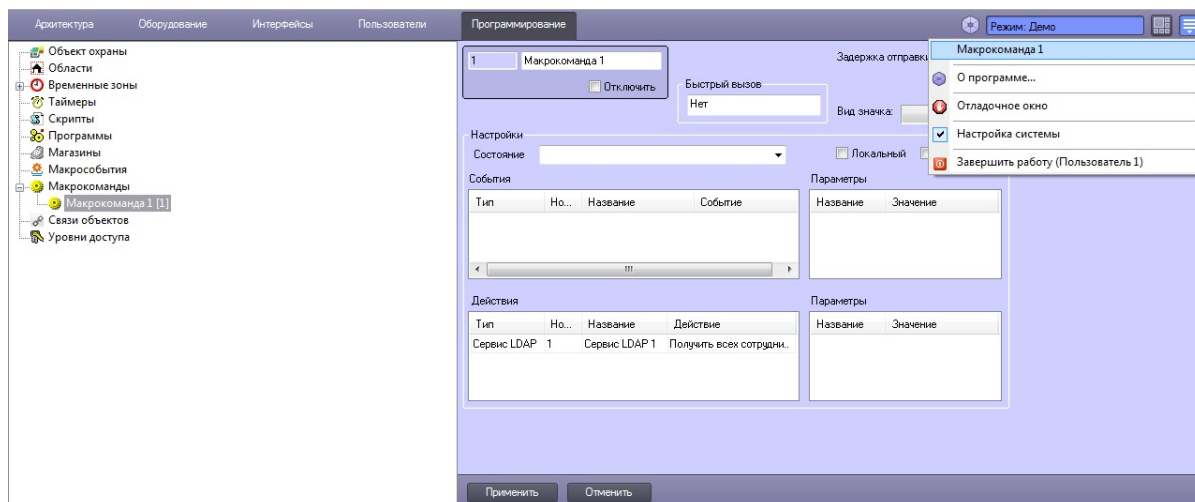 Архитектура Оборудование Интерфейсы Пользователи Программирование Режим: Демо
Объект охраны
Области
Временные зоны
Таймеры
Скрипты
Программы
Магазины
Макрособытия
Макрокоманды
Макрокоманда 1 [1]
Связи объектов
Уровни доступа
1 Макрокоманда 1
Отключить
Быстрый вызов
Нет
Задержка отправки
Вид значка:
Макрокоманда 1
О программе...
Отладочное окно
Настройка системы
Завершить работу (Пользователь 1)
Настройки
Состояние
Локальный
События
Параметры
Тип Но... Название Событие
Название Значение
Действия
Параметры
Тип Но... Название Действие
Название Значение
Сервис LDAP 1 Сервис LDAP 1 Получить всех сотрудни..
Применить Отменить